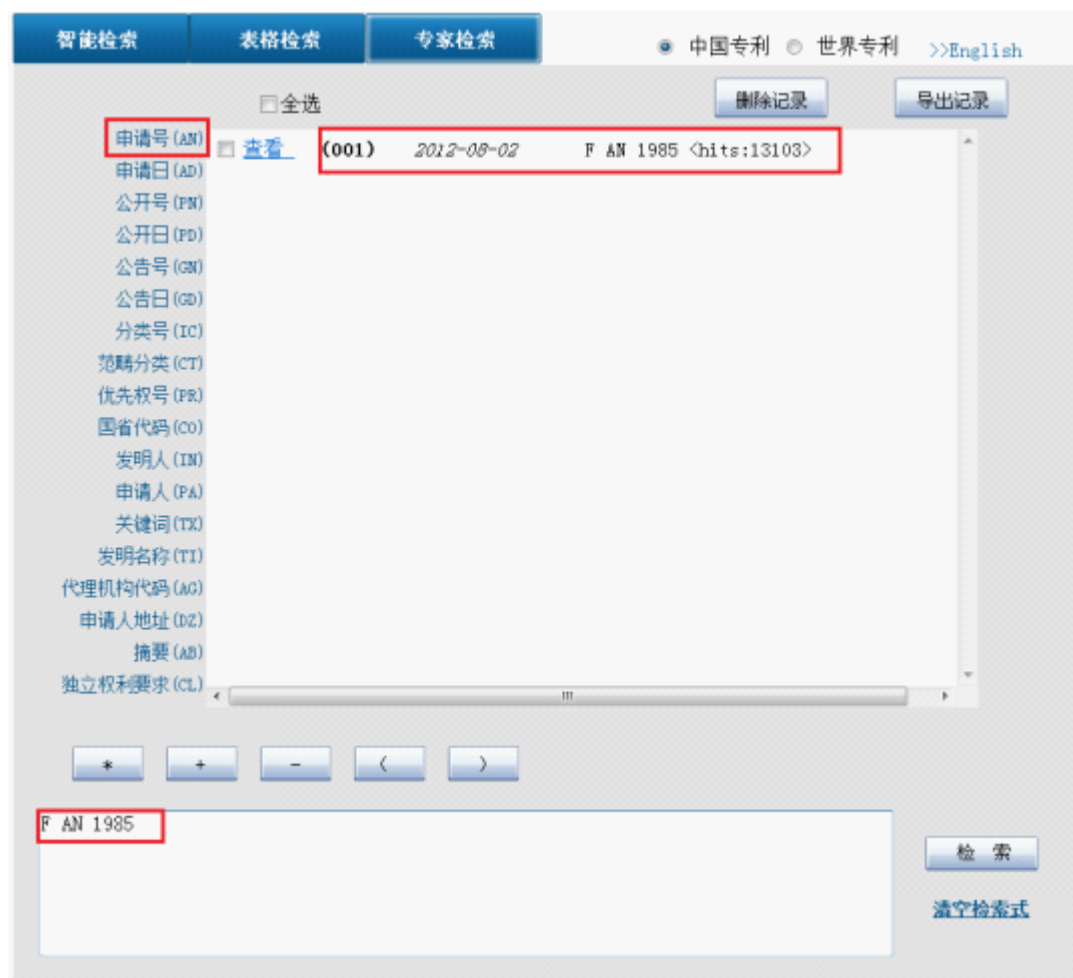 智能检索 表格检索 专家检索 中国专利 世界专利 >>English
全选 删除记录 导出记录
申请号(AN) 查看 (001) 2012-08-02 F AN 1985 <hits:13103>
申请日(AD)
公开号(PN)
公开日(PD)
公告号(GN)
公告日(GD)
分类号(IC)
范畴分类(CT)
优先权号(PR)
国省代码(CO)
发明人(IN)
申请人(PA)
关键词(TX)
发明名称(TI)
代理机构代码(AG)
申请人地址(DZ)
摘要(AB)
独立权利要求(CL)
* + - ( )
F AN 1985
检 索
清空检索式